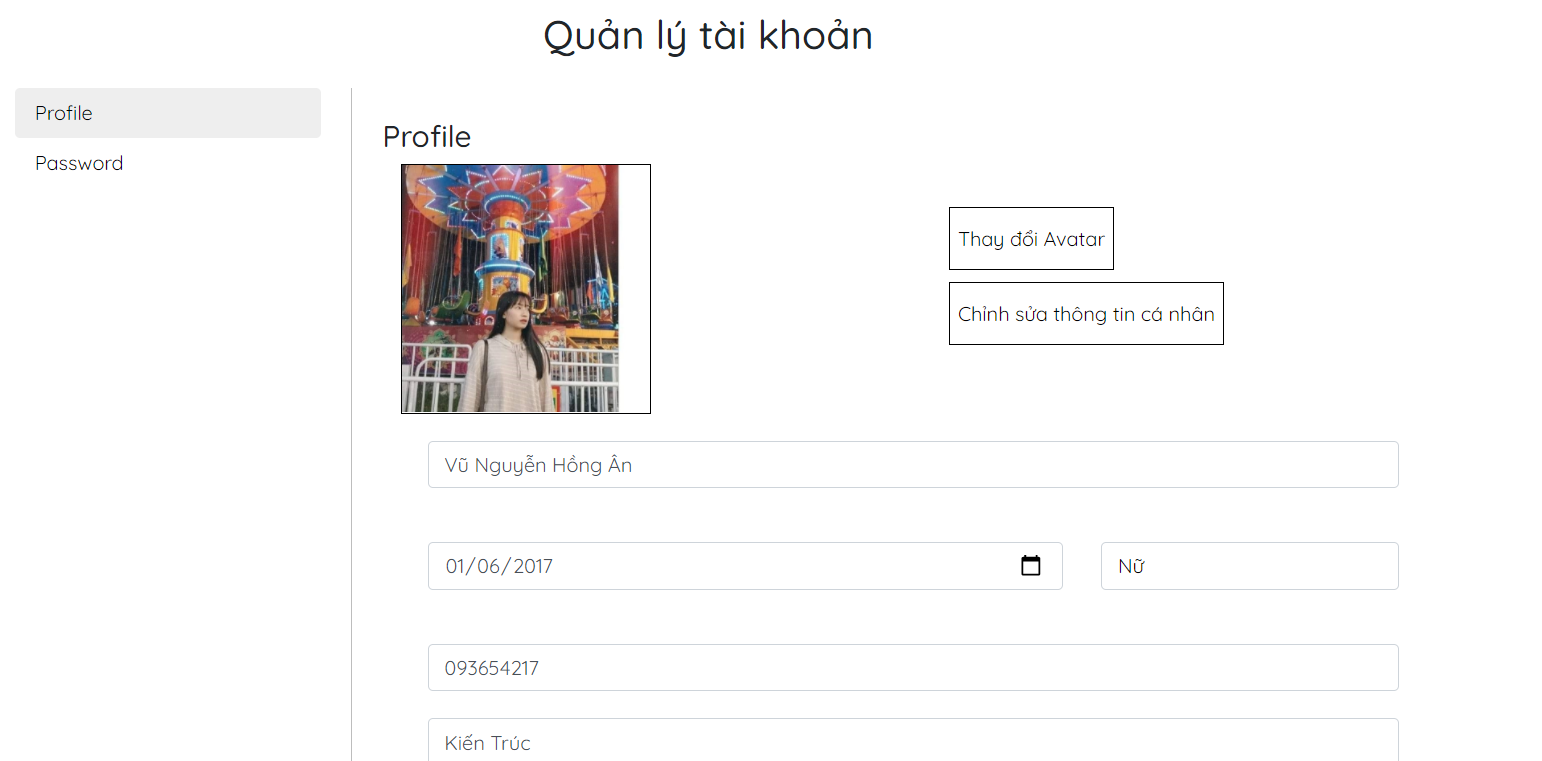 Quản lý tài khoản
Profile
Password
Profile
Thay đổi Avatar
Chỉnh sửa thông tin cá nhân
Vũ Nguyễn Hồng Ân
01/06/2017
Nữ
093654217
Kiến Trúc